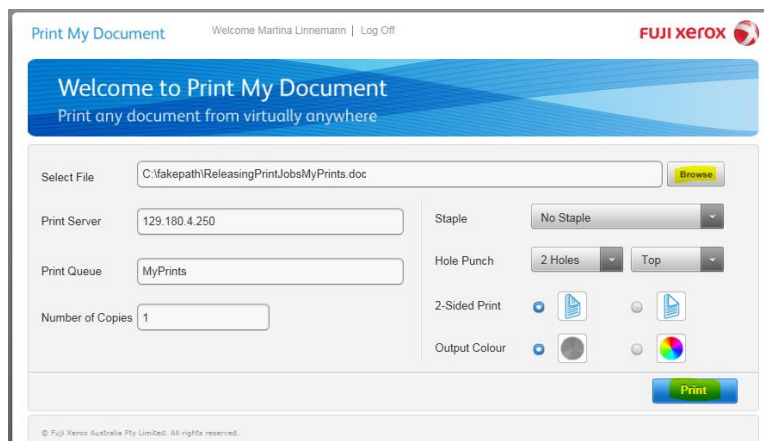 Print My Document
Welcome Martina Linnemann | Log Off
FUJI xerox
Welcome to Print My Document
Print any document from virtually anywhere
Select File
C:\fakepath\ReleasingPrintJobsMyPrints.doc
Browse
Print Server
129.180.4.250
Staple
No Staple
Hole Punch
2 Holes
Top
Print Queue
MyPrints
2-Sided Print
Number of Copies
1
Output Colour
Print
© Fuji Xerox Australia Pty Limited. All rights reserved.